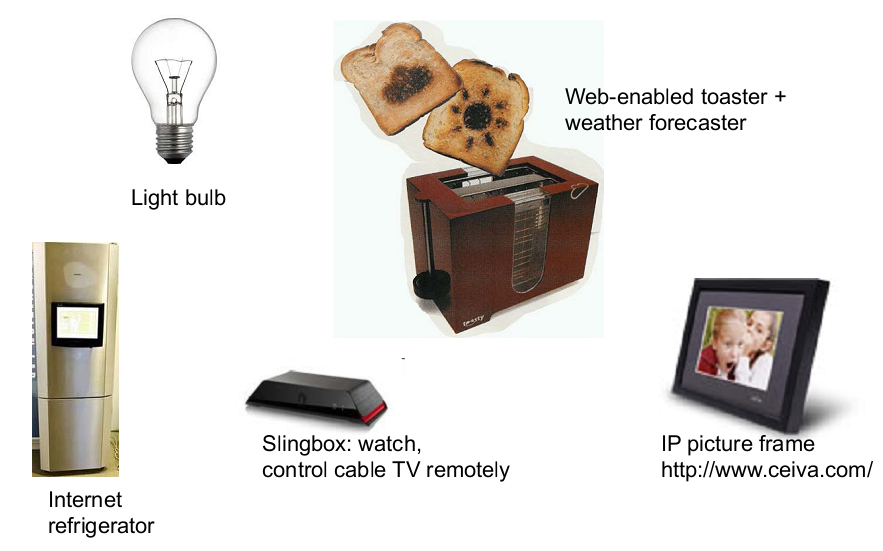 Web-enabled toaster +
weather forecaster
Light bulb
toasty
Slingbox: watch,
control cable TV remotely
IP picture frame
http://www.ceiva.com/
Internet
refrigerator